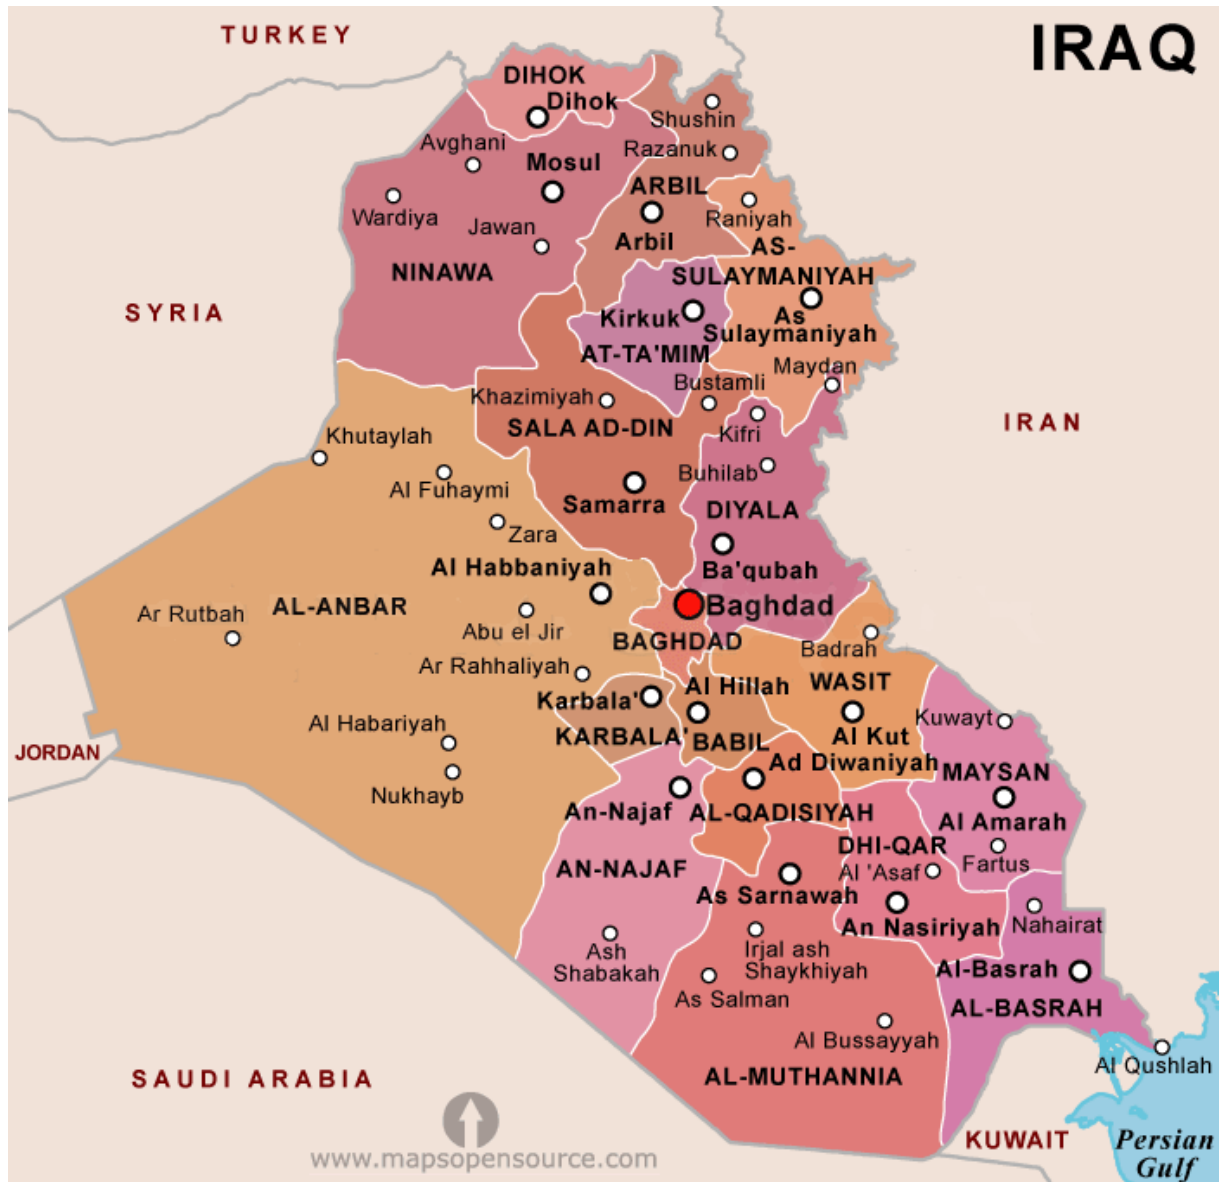 IRAQ
TURKEY
DIHOK
Dihok
Shushin
Avghani
Razanuk
Mosul
ARBIL
Wardiya
Raniyah
Jawan
Arbil
AS-
NINAWA
SULAYMANIYAH
SYRIA
Kirkuk
As
Sulaymaniyah
AT-TA'MIM
Maydan
Bustamli
Khazimiyah
IRAN
SALA AD-DIN
Kifri
Khutaylah
Buhilab
Al Fuhaymi
Samarra
DIYALA
Zara
Al Habbaniyah
Ba'qubah
Ar Rutbah
AL-ANBAR
Baghdad
Abu el Jir
BAGHDAD
Badrah
Ar Rahhaliyah
Al Hillah
WASIT
Karbala'
Al Habariyah
Kuwayt
KARBALA'
BABIL
Al Kut
JORDAN
Ad Diwaniyah
MAYSAN
Nukhayb
An-Najaf
AL-QADISIYAH
Al Amarah
DHI-QAR
AN-NAJAF
Al 'Asaf
Fartus
As Sarnawah
An Nasiriyah
Nahairat
Ash
Shabakah
Irjal ash
Shaykhiyah
Al-Basrah
As Salman
AL-BASRAH
Al Bussayyah
Al Qushlah
SAUDI ARABIA
AL-MUTHANNIA
KUWAIT
Persian
Gulf
www.mapsopensource.com